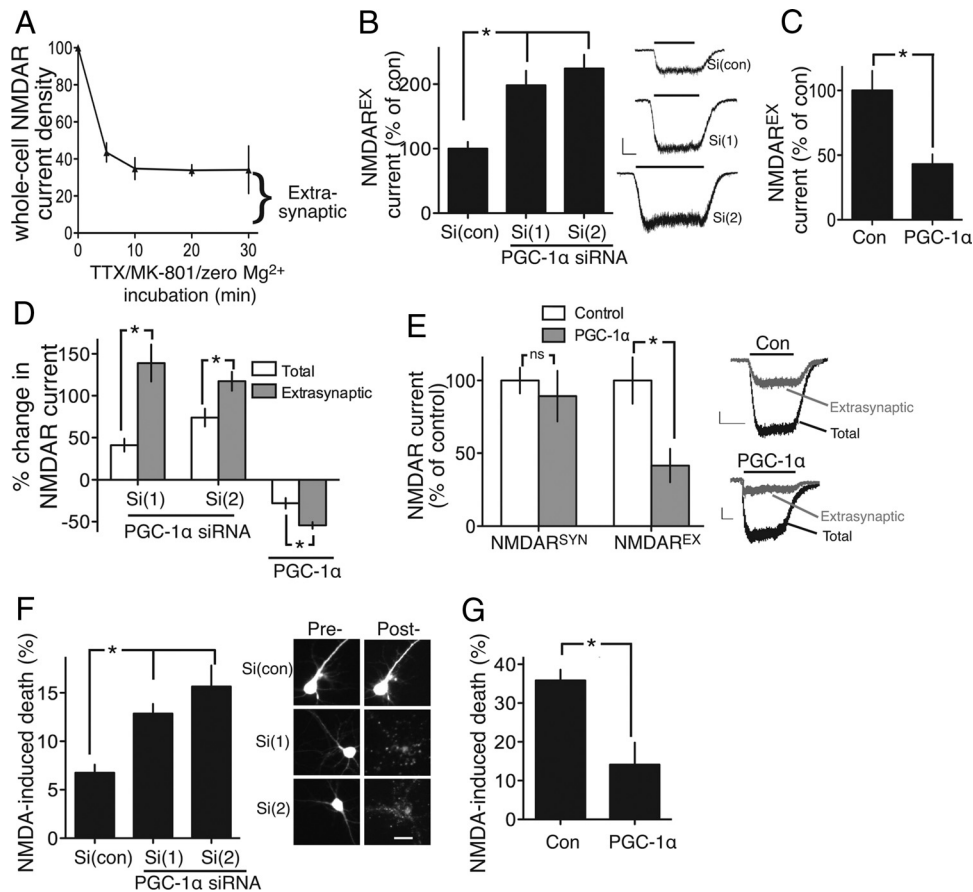 A
whole-cell NMDAR
current density
100
80
60
40
20
0
0 10 20 30
TTX/MK-801/zero Mg²⁺
incubation (min)
Extra-
synaptic
B
NMDARᴱˣ
current (% of con)
200
100
0
*
Si(con) Si(1) Si(2)
PGC-1α siRNA
Si(con)
Si(1)
Si(2)
C
NMDARᴱˣ
current (% of con)
100
50
0
*
Con PGC-1α
D
% change in
NMDAR current
150
100
50
0
-50
* *
Total
Extrasynaptic
Si(1) Si(2)
PGC-1α siRNA
*
PGC-1α
E
Control
PGC-1α
NMDAR current
(% of control)
100
50
0
ns *
NMDARˢʸᴺ NMDARᴱˣ
Con
Extrasynaptic
Total
PGC-1α
Extrasynaptic
Total
F
NMDA-induced death (%)
15
10
5
0
*
Si(con) Si(1) Si(2)
PGC-1α siRNA
Pre- Post-
Si(con)
Si(1)
Si(2)
G
NMDA-induced death (%)
40
30
20
10
0
*
Con PGC-1α